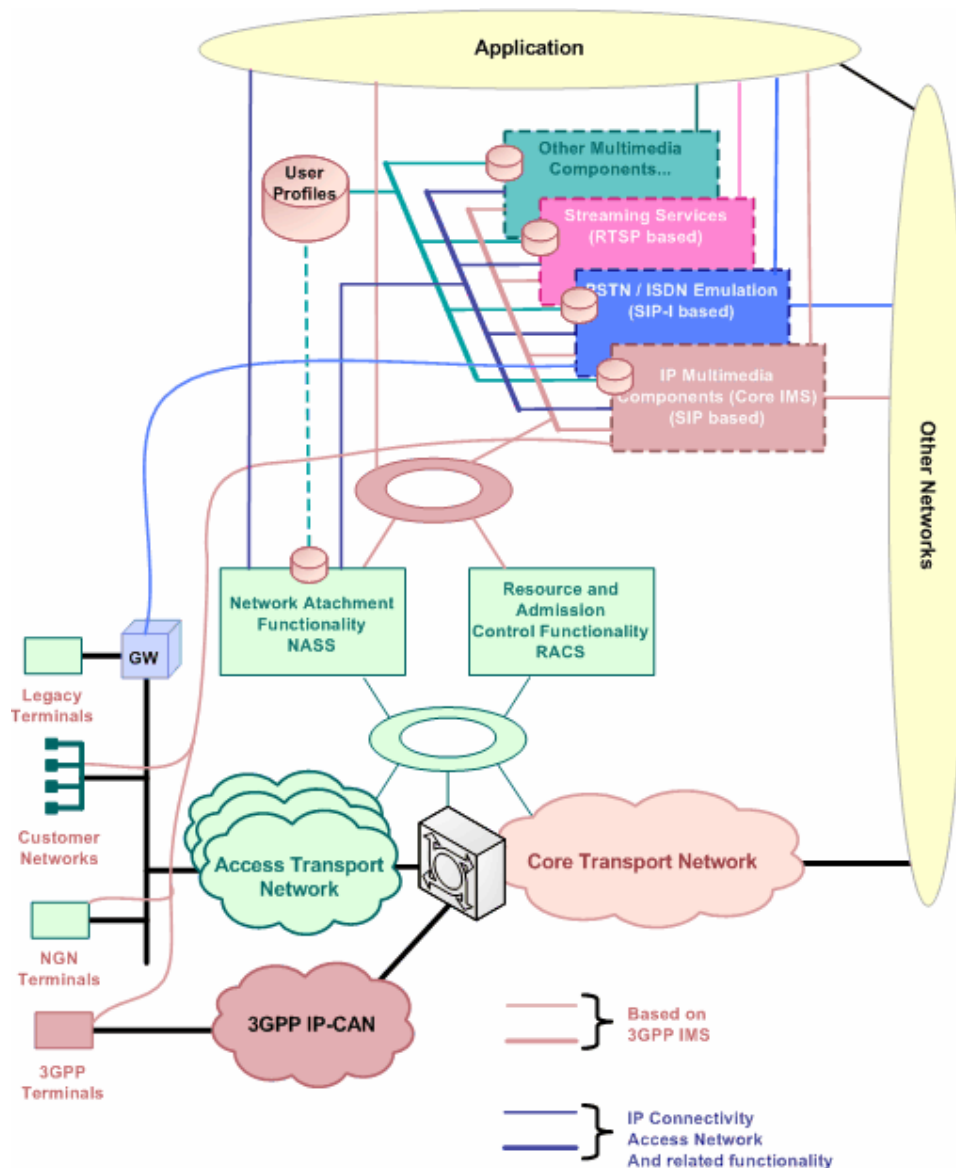 Application
User
Profiles
Other Multimedia
Components...
Streaming Services
(RTSP based)
PSTN / ISDN Emulation
(SIP-I based)
IP Multimedia
Components (Core IMS)
(SIP based)
Other Networks
Network Atachment
Functionality
NASS
Resource and
Admission
Control Functionality
RACS
GW
Legacy
Terminals
Customer
Networks
Access Transport
Network
Core Transport Network
NGN
Terminals
3GPP IP-CAN
3GPP
Terminals
Based on
3GPP IMS
IP Connectivity
Access Network
And related functionality